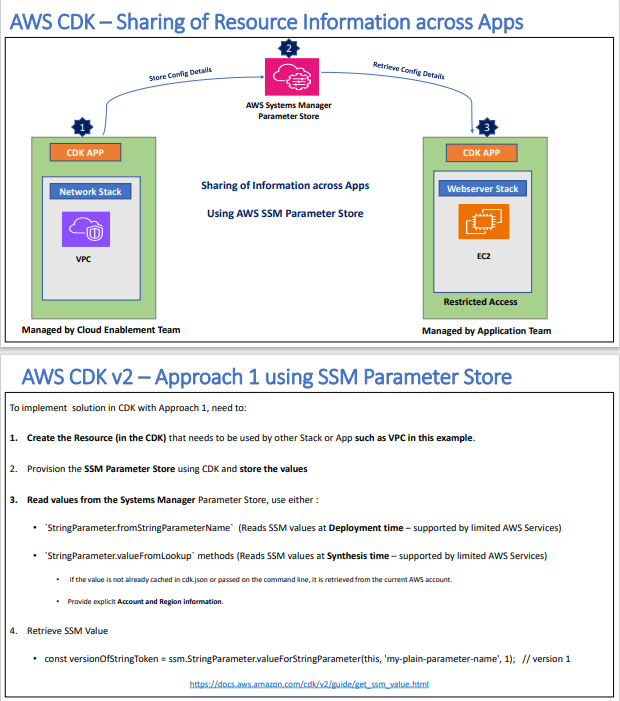 AWS CDK – Sharing of Resource Information across Apps
2
Store Config Details
Retrieve Config Details
AWS Systems Manager
Parameter Store
1
3
CDK APP
CDK APP
Network Stack
Webserver Stack
Sharing of Information across Apps
Using AWS SSM Parameter Store
VPC
EC2
Restricted Access
Managed by Cloud Enablement Team
Managed by Application Team
AWS CDK v2 – Approach 1 using SSM Parameter Store
To implement solution in CDK with Approach 1, need to:
1. Create the Resource (in the CDK) that needs to be used by other Stack or App such as VPC in this example.
2. Provision the SSM Parameter Store using CDK and store the values
3. Read values from the Systems Manager Parameter Store, use either :
• `StringParameter.fromStringParameterName` (Reads SSM values at Deployment time – supported by limited AWS Services)
• `StringParameter.valueFromLookup` methods (Reads SSM values at Synthesis time – supported by limited AWS Services)
• If the value is not already cached in cdk.json or passed on the command line, it is retrieved from the current AWS account.
• Provide explicit Account and Region information.
4. Retrieve SSM Value
• const versionOfStringToken = ssm.StringParameter.valueForStringParameter(this, 'my-plain-parameter-name', 1); // version 1
https://docs.aws.amazon.com/cdk/v2/guide/get_ssm_value.html